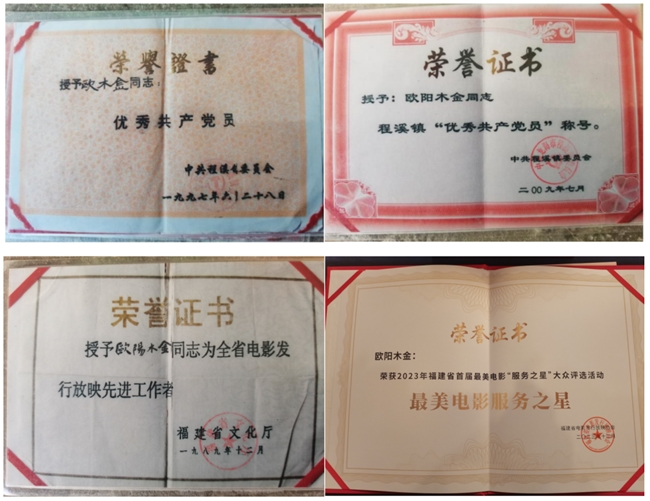 荣誉證書
授予欧木金同志：
优秀共产党员
中共程溪镇委员会
一九九七年六月二十八日
荣誉证书
授予：欧阳木金同志
程溪镇“优秀共产党员”称号。
中共程溪镇委员会
二00九年七月
荣誉证书
授予欧陽木金同志为全省电影发
行放映先进工作者
福建省文化厅
一九八九年十二月
荣誉证书
欧阳木金：
荣获2023年福建省首届最美电影“服务之星”大众评选活动
最美电影服务之星